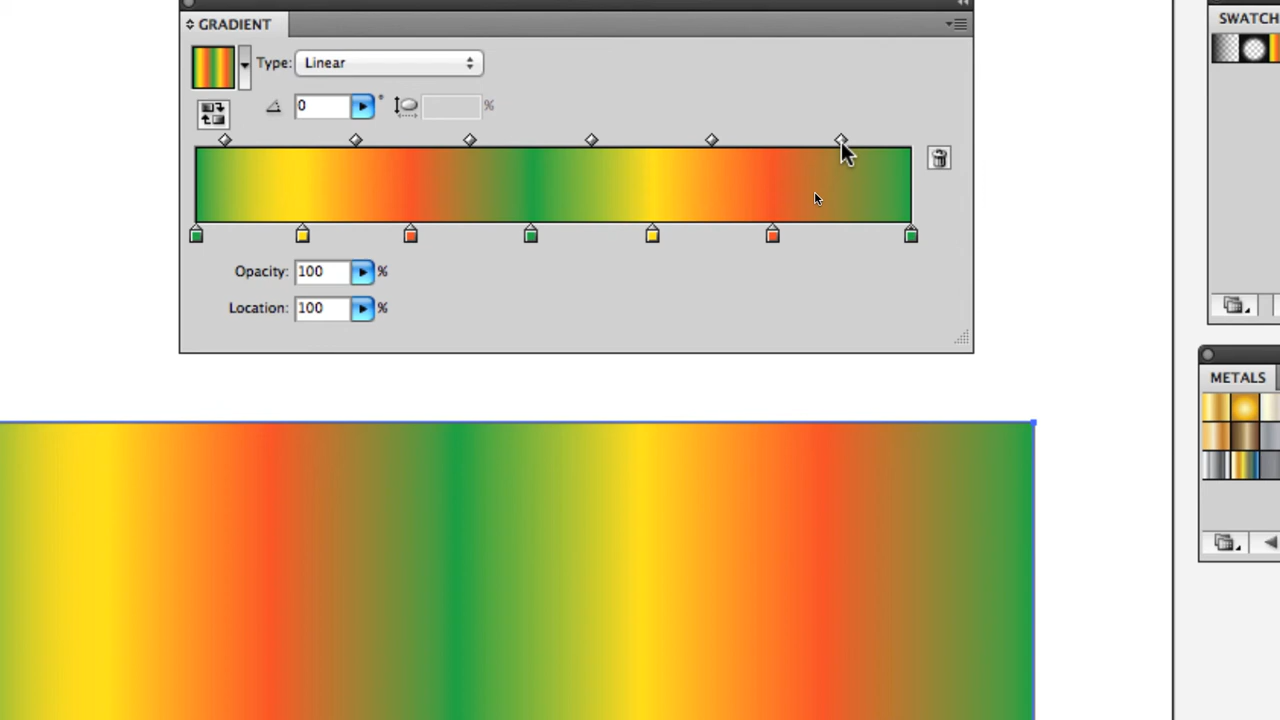 GRADIENT
Type: Linear
0 ° %
Opacity: 100 %
Location: 100 %
SWATCH
METALS